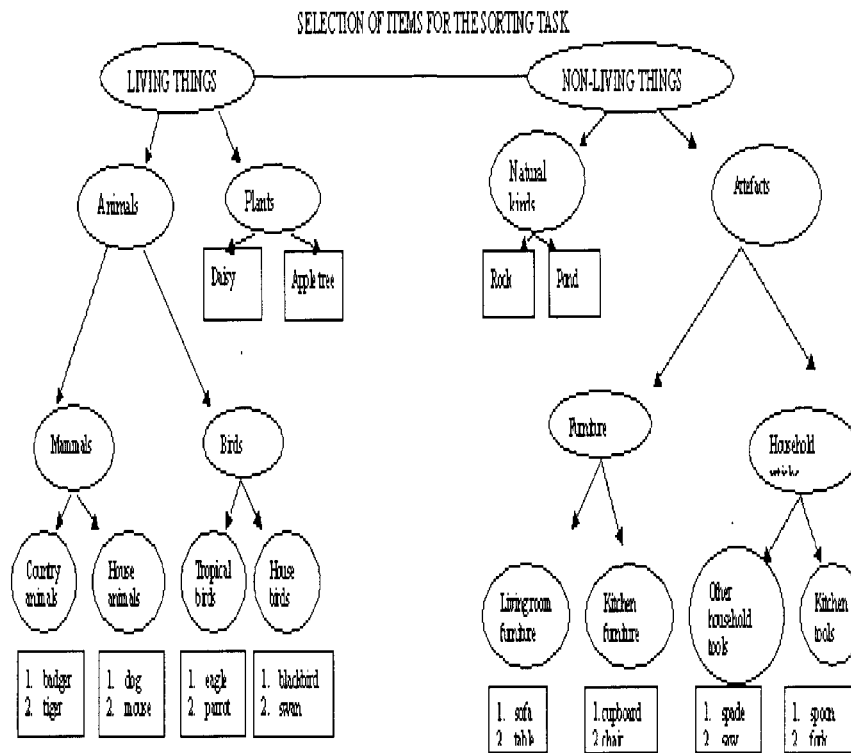 SELECTION OF ITEMS FOR THE SORTING TASK
LIVING THINGS
NON-LIVING THINGS
Animals
Plants
Natural
kinds
Artefacts
Daisy
Apple tree
Rock
Pond
Mammals
Birds
Furniture
Household
articles
Country
animals
House
animals
Tropical
birds
House
birds
Living room
furniture
Kitchen
furniture
Other
household
tools
Kitchen
tools
1. badger
2. tiger
1. dog
2. mouse
1. eagle
2. parrot
1. blackbird
2. swan
1. sofa
2. table
1.cupboard
2.chair
1. spade
2. saw
1. spoon
2. fork